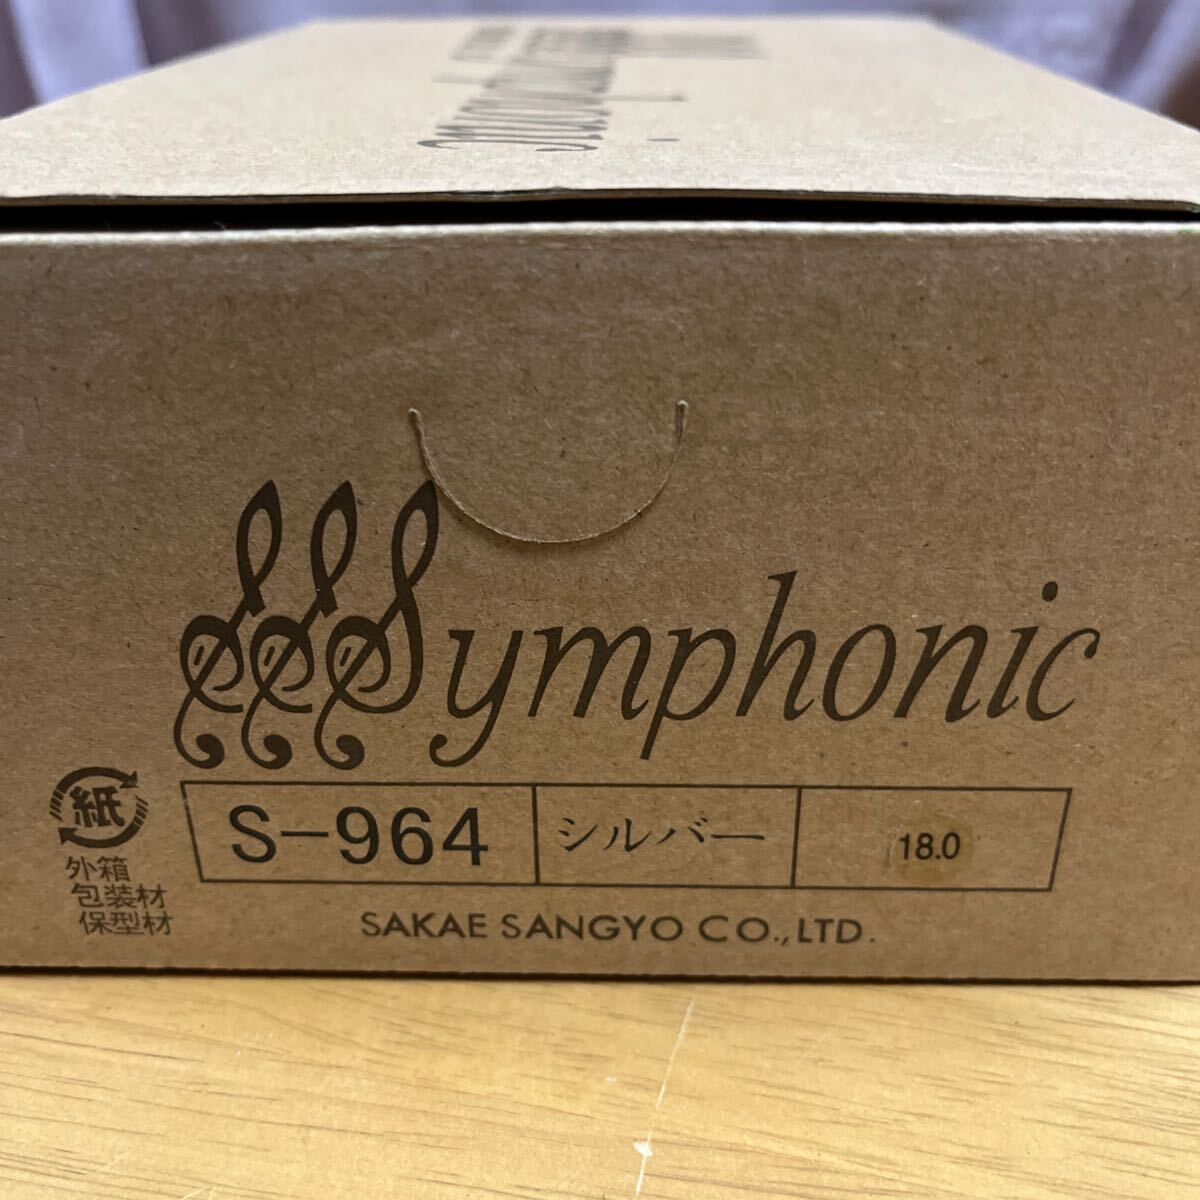 Symphonic
Symphonic
S-964 シルバー 18.0
紙
外箱
包装材
保型材
SAKAE SANGYO CO.,LTD.